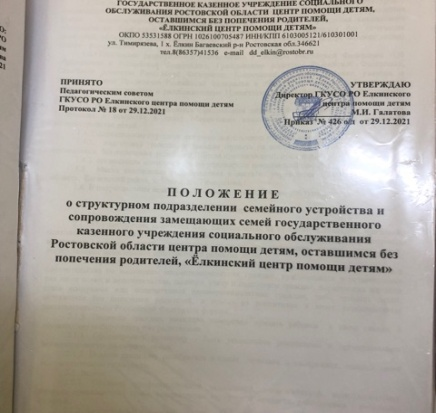 ГОСУДАРСТВЕННОЕ КАЗЕННОЕ УЧРЕЖДЕНИЕ СОЦИАЛЬНОГО
ОБСЛУЖИВАНИЯ РОСТОВСКОЙ ОБЛАСТИ ЦЕНТР ПОМОЩИ ДЕТЯМ,
ОСТАВШИМСЯ БЕЗ ПОПЕЧЕНИЯ РОДИТЕЛЕЙ,
«ЁЛКИНСКИЙ ЦЕНТР ПОМОЩИ ДЕТЯМ»
ОКПО 53531588 ОГРН 1026100705487 ИНН/КПП 6103005121/610301001
ул. Тимирязева, 1 х. Ёлкин Багаевский р-н Ростовская обл.346621
тел.8(86357)41536 e-mail dd_elkin@rostobr.ru
ПРИНЯТО
Педагогическим советом
ГКУСО РО Елкинского центра помощи детям
Протокол № 18 от 29.12.2021
УТВЕРЖДАЮ
Директор ГКУСО РО Елкинского
центра помощи детям
М.И. Галатова
Приказ № 426 о/д от 29.12.2021
П О Л О Ж Е Н И Е
о структурном подразделении семейного устройства и
сопровождения замещающих семей государственного
казенного учреждения социального обслуживания
Ростовской области центра помощи детям, оставшимся без
попечения родителей, «Ёлкинский центр помощи детям»